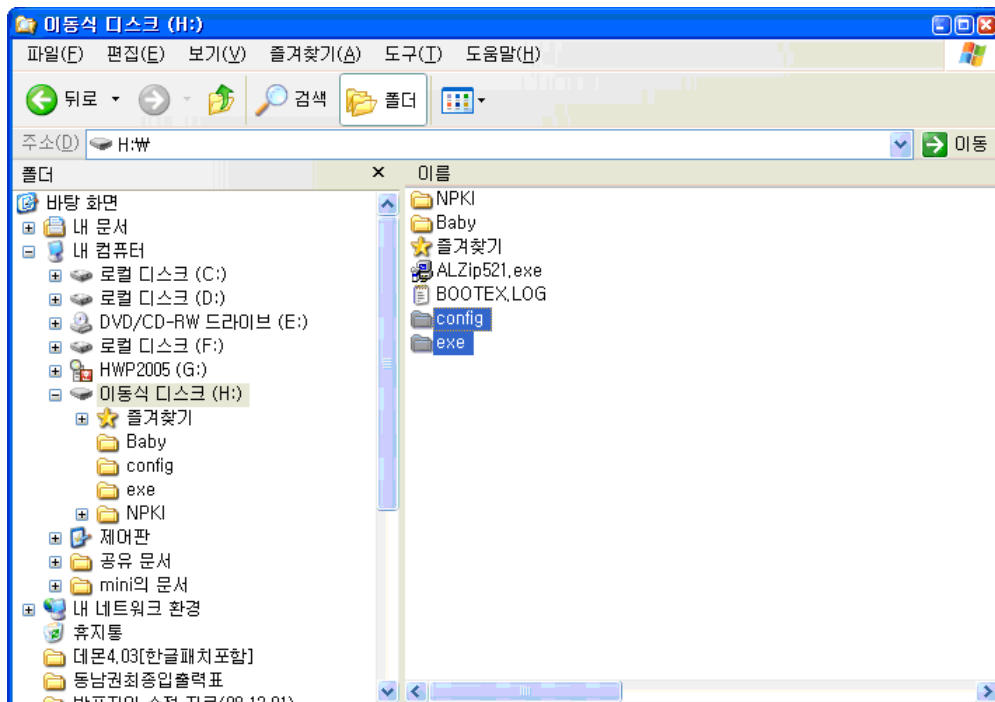 이동식 디스크 (H:)
파일(F) 편집(E) 보기(V) 즐겨찾기(A) 도구(T) 도움말(H)
뒤로 검색 폴더
주소(D) H:₩ 이동
폴더 × 이름
바탕 화면
내 문서
내 컴퓨터
로컬 디스크 (C:)
로컬 디스크 (D:)
DVD/CD-RW 드라이브 (E:)
로컬 디스크 (F:)
HWP2005 (G:)
이동식 디스크 (H:)
즐겨찾기
Baby
config
exe
NPKI
제어판
공유 문서
mini의 문서
내 네트워크 환경
휴지통
데몬4,03[한글패치포함]
동남권최종입출력표
NPKI
Baby
즐겨찾기
ALZip521,exe
BOOTEX,LOG
config
exe